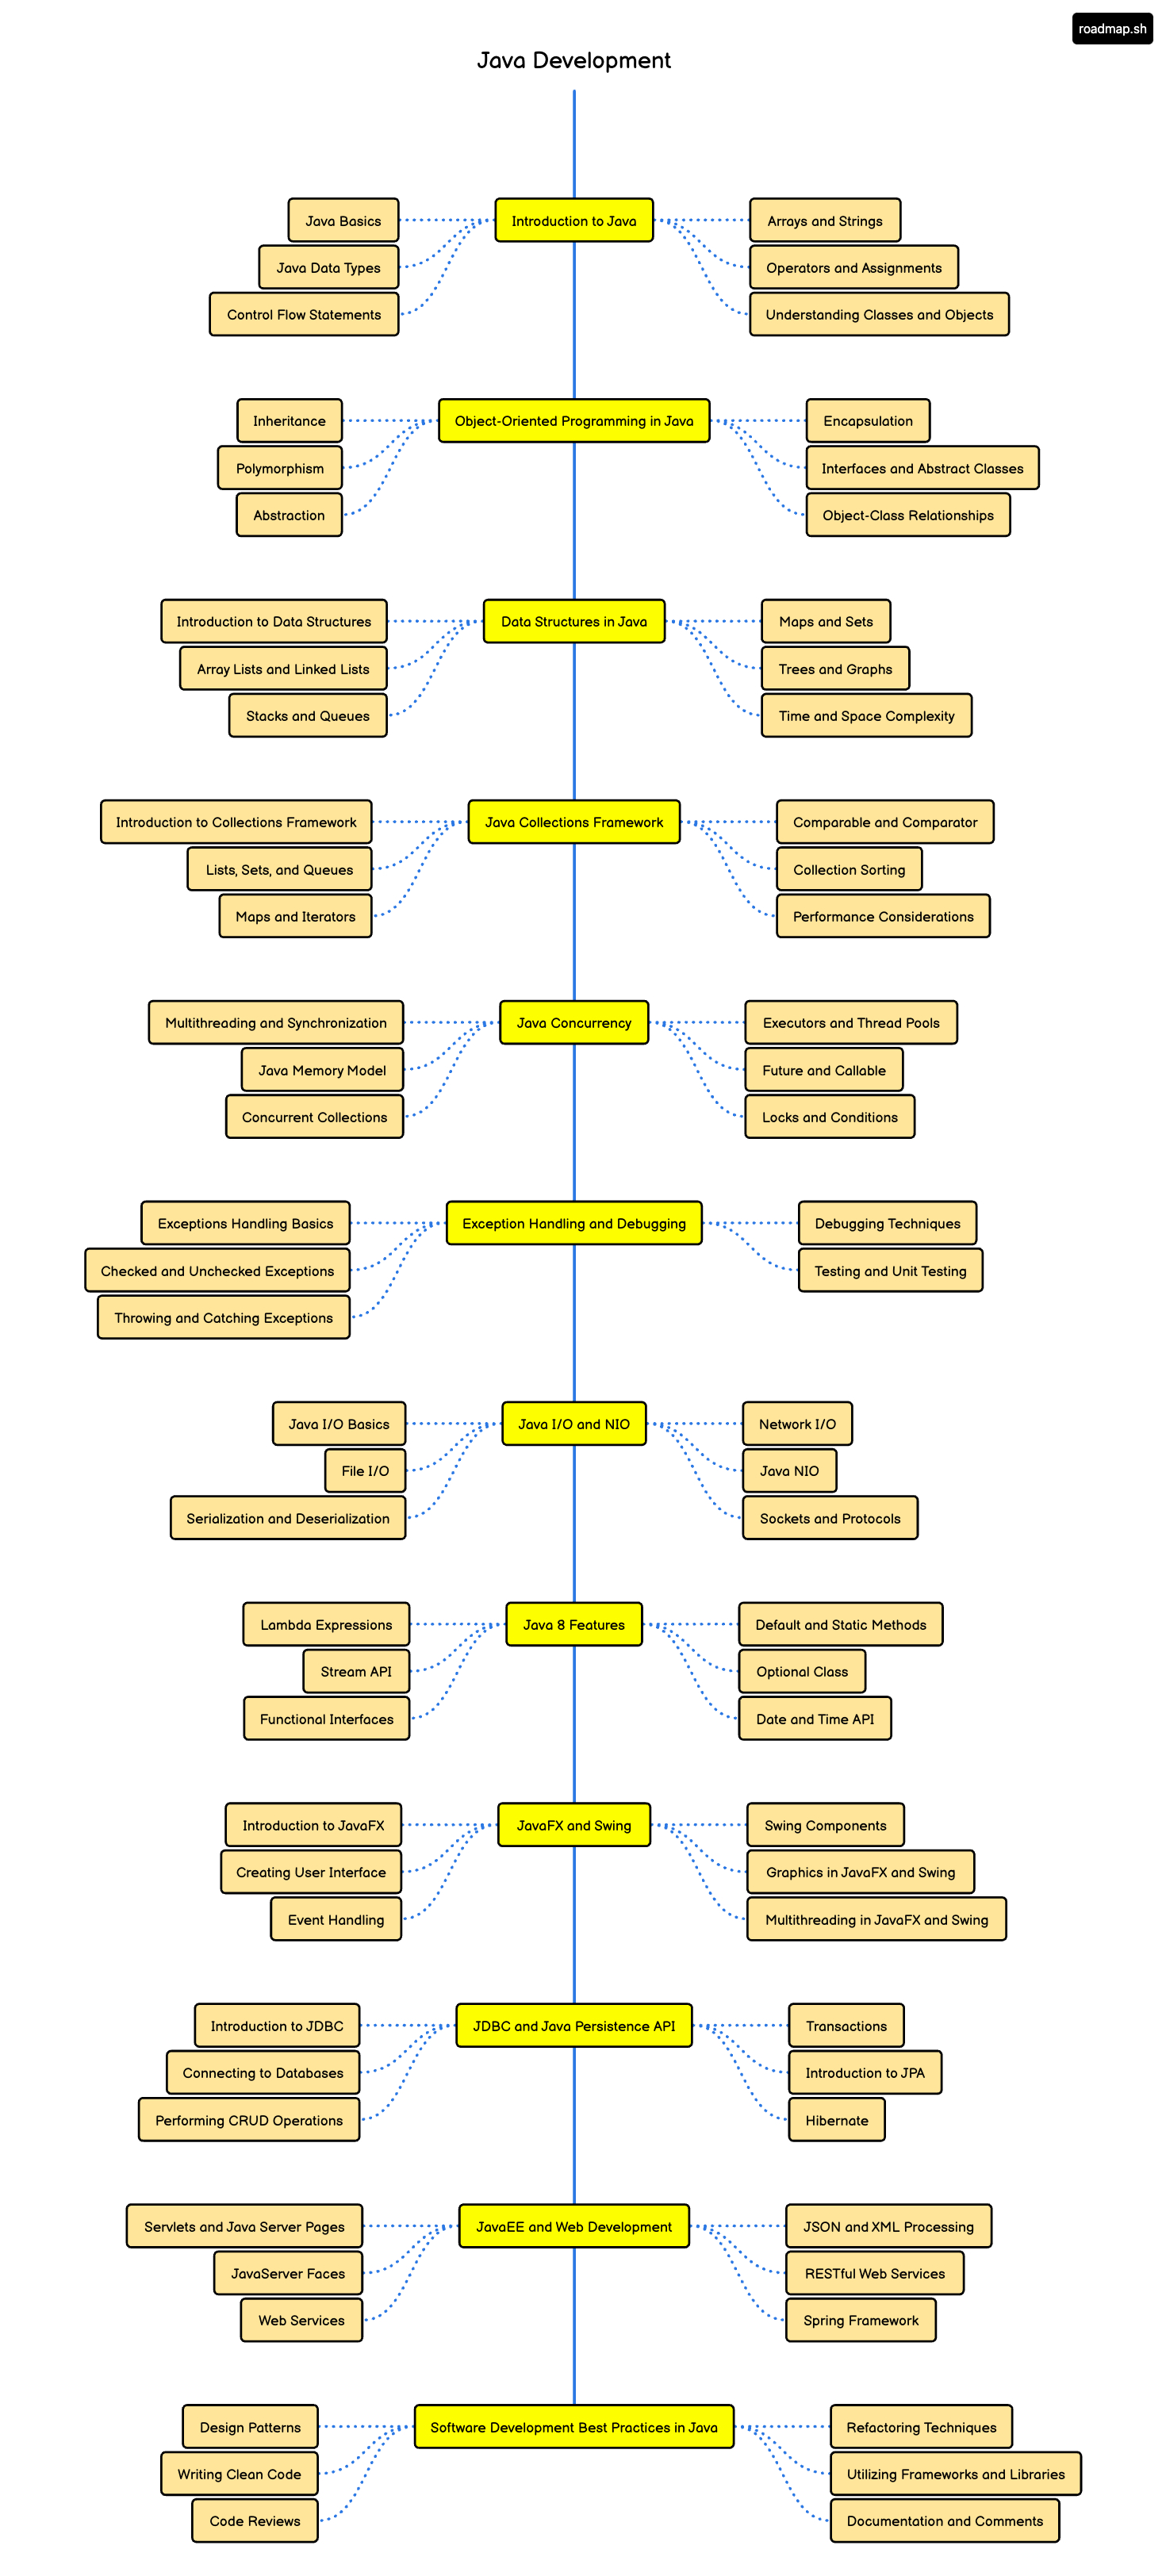 roadmap.sh
Java Development
Java Basics
Introduction to Java
Arrays and Strings
Java Data Types
Operators and Assignments
Control Flow Statements
Understanding Classes and Objects
Inheritance
Object-Oriented Programming in Java
Encapsulation
Polymorphism
Interfaces and Abstract Classes
Abstraction
Object-Class Relationships
Introduction to Data Structures
Data Structures in Java
Maps and Sets
Array Lists and Linked Lists
Trees and Graphs
Stacks and Queues
Time and Space Complexity
Introduction to Collections Framework
Java Collections Framework
Comparable and Comparator
Lists, Sets, and Queues
Collection Sorting
Maps and Iterators
Performance Considerations
Multithreading and Synchronization
Java Concurrency
Executors and Thread Pools
Java Memory Model
Future and Callable
Concurrent Collections
Locks and Conditions
Exceptions Handling Basics
Exception Handling and Debugging
Debugging Techniques
Checked and Unchecked Exceptions
Testing and Unit Testing
Throwing and Catching Exceptions
Java I/O Basics
Java I/O and NIO
Network I/O
File I/O
Java NIO
Serialization and Deserialization
Sockets and Protocols
Lambda Expressions
Java 8 Features
Default and Static Methods
Stream API
Optional Class
Functional Interfaces
Date and Time API
Introduction to JavaFX
JavaFX and Swing
Swing Components
Creating User Interface
Graphics in JavaFX and Swing
Event Handling
Multithreading in JavaFX and Swing
Introduction to JDBC
JDBC and Java Persistence API
Transactions
Connecting to Databases
Introduction to JPA
Performing CRUD Operations
Hibernate
Servlets and Java Server Pages
JavaEE and Web Development
JSON and XML Processing
JavaServer Faces
RESTful Web Services
Web Services
Spring Framework
Design Patterns
Software Development Best Practices in Java
Refactoring Techniques
Writing Clean Code
Utilizing Frameworks and Libraries
Code Reviews
Documentation and Comments